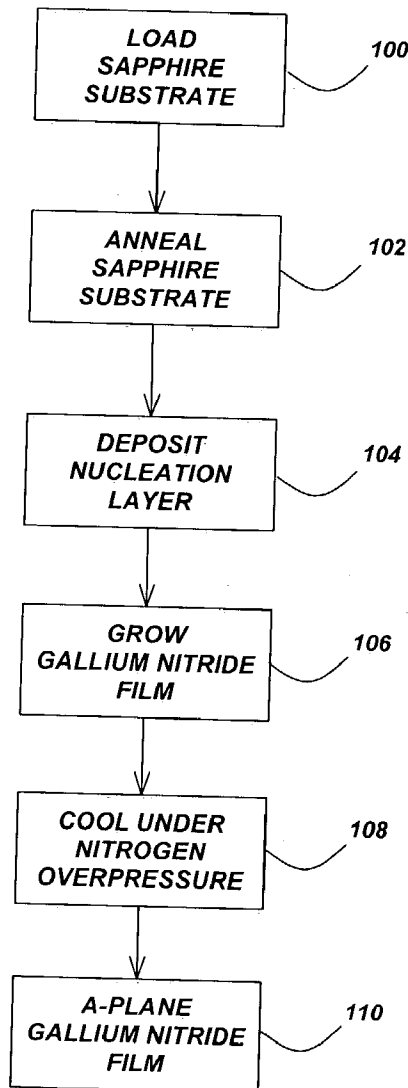 LOAD
SAPPHIRE
SUBSTRATE
100
ANNEAL
SAPPHIRE
SUBSTRATE
102
DEPOSIT
NUCLEATION
LAYER
104
GROW
GALLIUM NITRIDE
FILM
106
COOL UNDER
NITROGEN
OVERPRESSURE
108
A-PLANE
GALLIUM NITRIDE
FILM
110